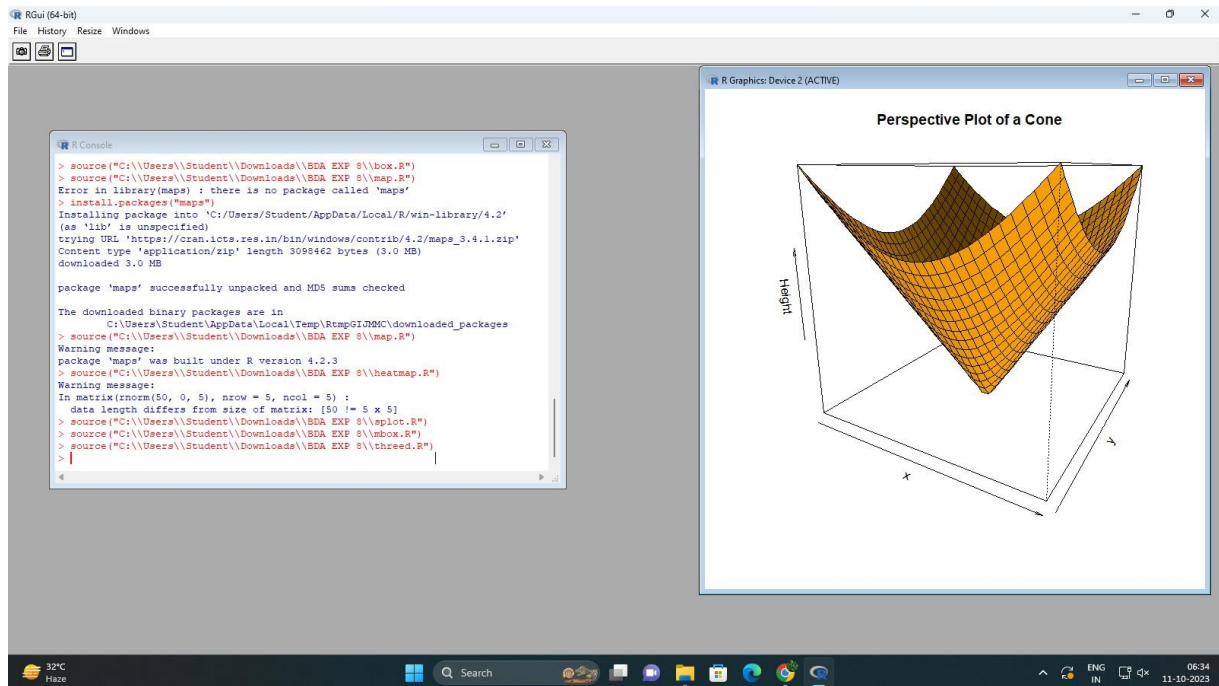 RGui (64-bit)
File History Resize Windows
R Console
> source("C:\\Users\\Student\\Downloads\\BDA EXP 8\\box.R")
> source("C:\\Users\\Student\\Downloads\\BDA EXP 8\\map.R")
Error in library(maps) : there is no package called ‘maps’
> install.packages("maps")
Installing package into ‘C:/Users/Student/AppData/Local/R/win-library/4.2’
(as ‘lib’ is unspecified)
trying URL 'https://cran.icts.res.in/bin/windows/contrib/4.2/maps_3.4.1.zip'
Content type 'application/zip' length 3098462 bytes (3.0 MB)
downloaded 3.0 MB
package ‘maps’ successfully unpacked and MD5 sums checked
The downloaded binary packages are in
C:\Users\Student\AppData\Local\Temp\RtmpGIJMMC\downloaded_packages
> source("C:\\Users\\Student\\Downloads\\BDA EXP 8\\map.R")
Warning message:
package ‘maps’ was built under R version 4.2.3
> source("C:\\Users\\Student\\Downloads\\BDA EXP 8\\heatmap.R")
Warning message:
In matrix(rnorm(50, 0, 5), nrow = 5, ncol = 5) :
data length differs from size of matrix: [50 != 5 x 5]
> source("C:\\Users\\Student\\Downloads\\BDA EXP 8\\splot.R")
> source("C:\\Users\\Student\\Downloads\\BDA EXP 8\\mbox.R")
> source("C:\\Users\\Student\\Downloads\\BDA EXP 8\\threed.R")
>
R Graphics: Device 2 (ACTIVE)
Perspective Plot of a Cone
Height
x
y
32°C
Haze
Search
ENG
IN
06:34
11-10-2023